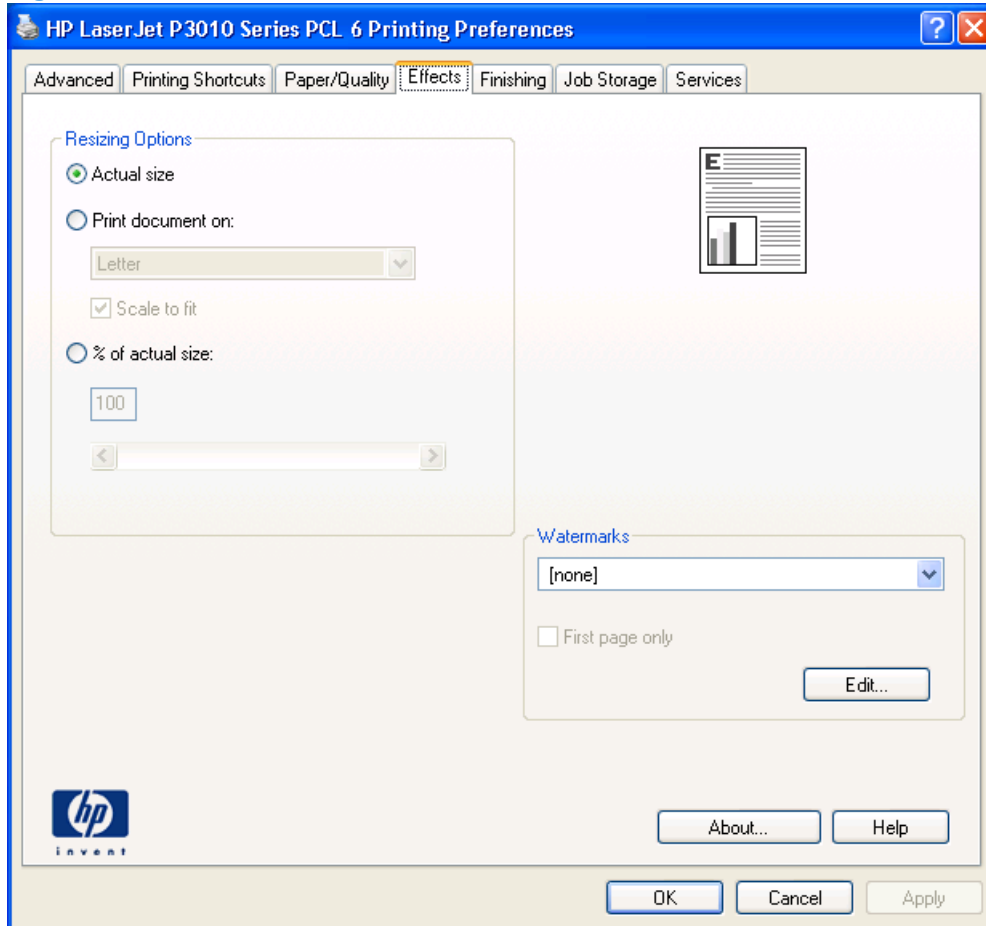 HP LaserJet P3010 Series PCL 6 Printing Preferences
Advanced Printing Shortcuts Paper/Quality Effects Finishing Job Storage Services
Resizing Options
Actual size
Print document on:
Letter
Scale to fit
% of actual size:
100
E
Watermarks
[none]
First page only
Edit...
hp
invent
About... Help
OK Cancel Apply